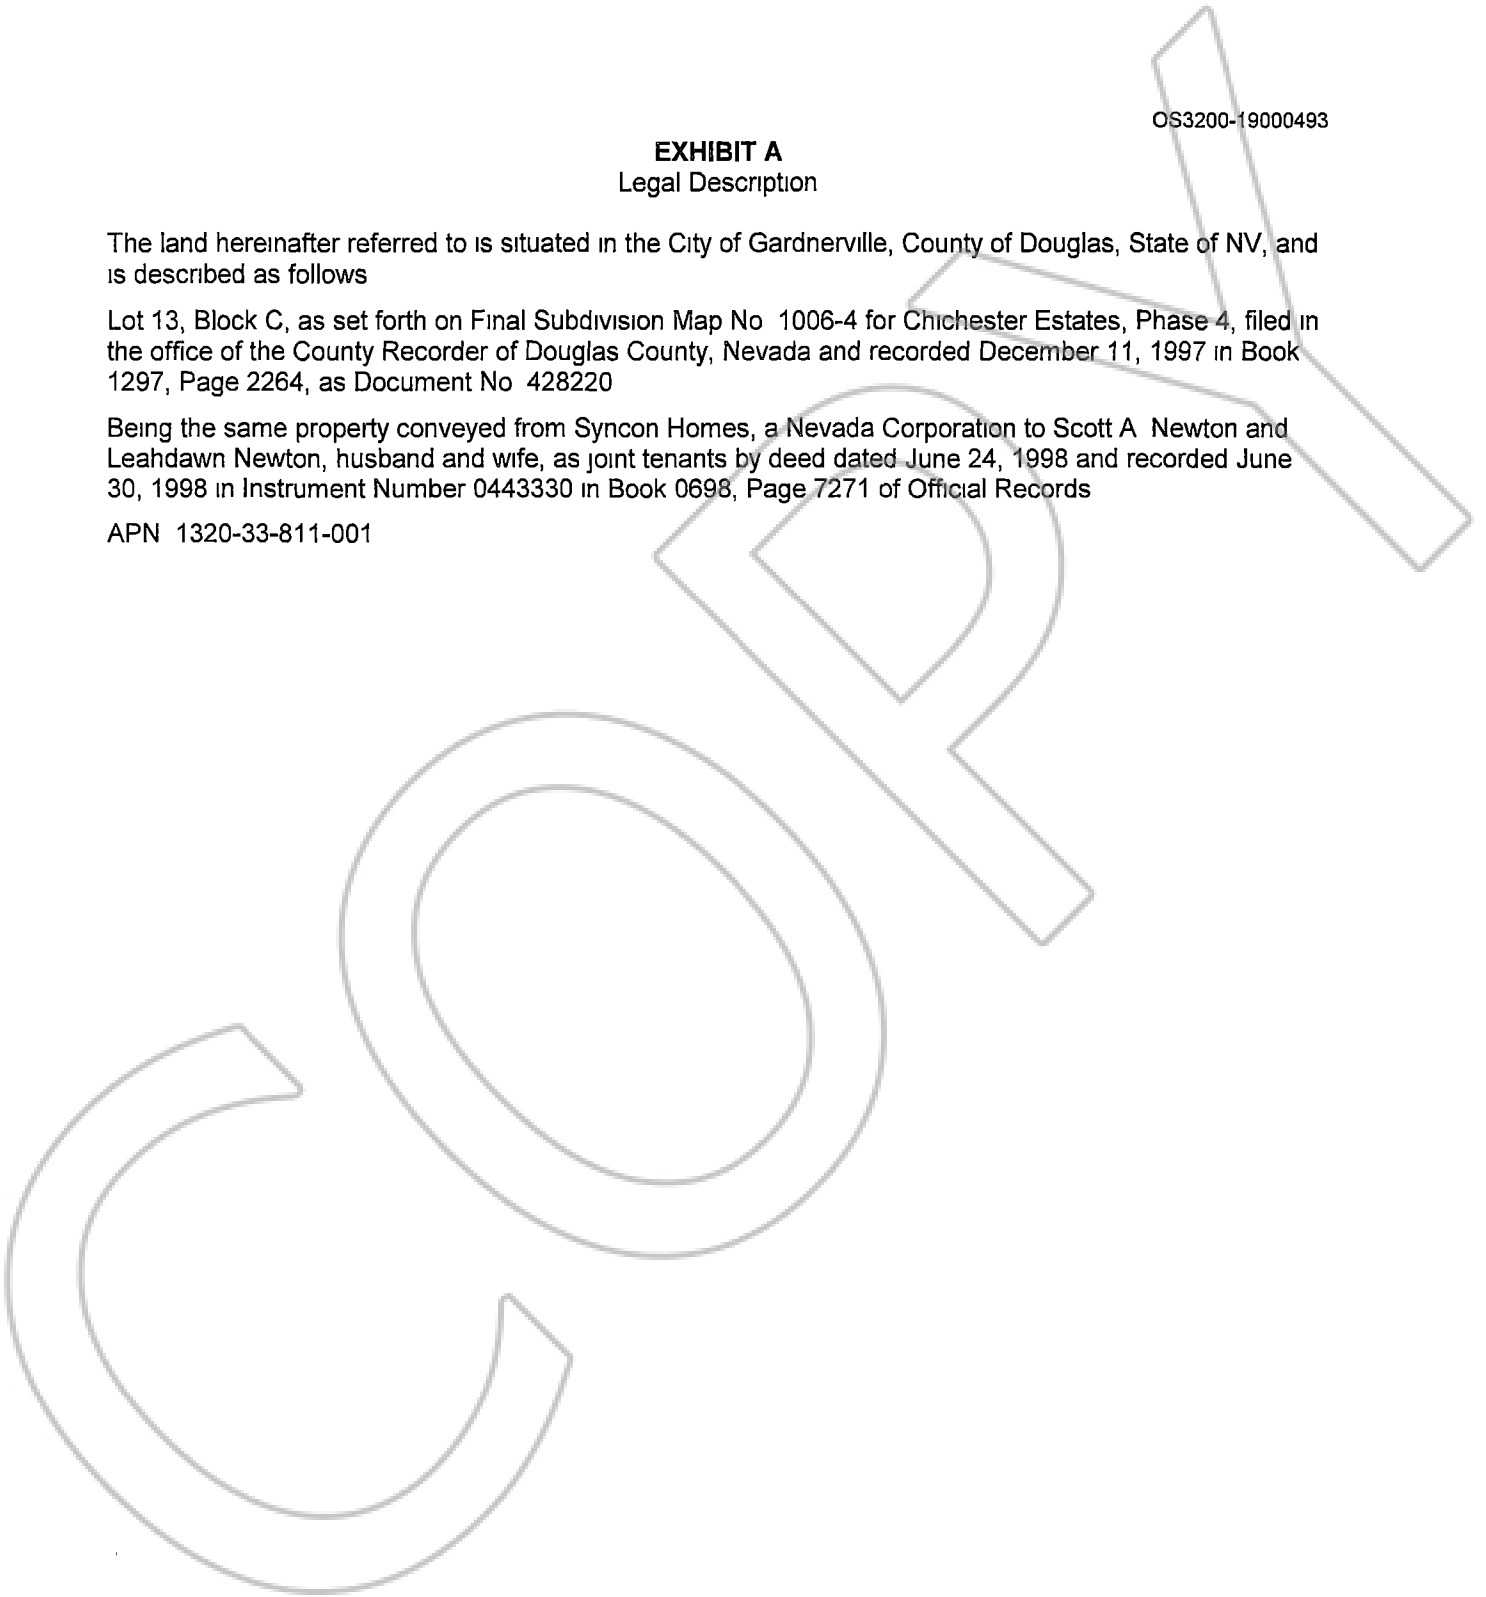 OS3200-19000493
EXHIBIT A
Legal Description
The land hereinafter referred to is situated in the City of Gardnerville, County of Douglas, State of NV, and
is described as follows
Lot 13, Block C, as set forth on Final Subdivision Map No 1006-4 for Chichester Estates, Phase 4, filed in
the office of the County Recorder of Douglas County, Nevada and recorded December 11, 1997 in Book
1297, Page 2264, as Document No 428220
Being the same property conveyed from Syncon Homes, a Nevada Corporation to Scott A Newton and
Leahdawn Newton, husband and wife, as joint tenants by deed dated June 24, 1998 and recorded June
30, 1998 in Instrument Number 0443330 in Book 0698, Page 7271 of Official Records
APN 1320-33-811-001
COPY